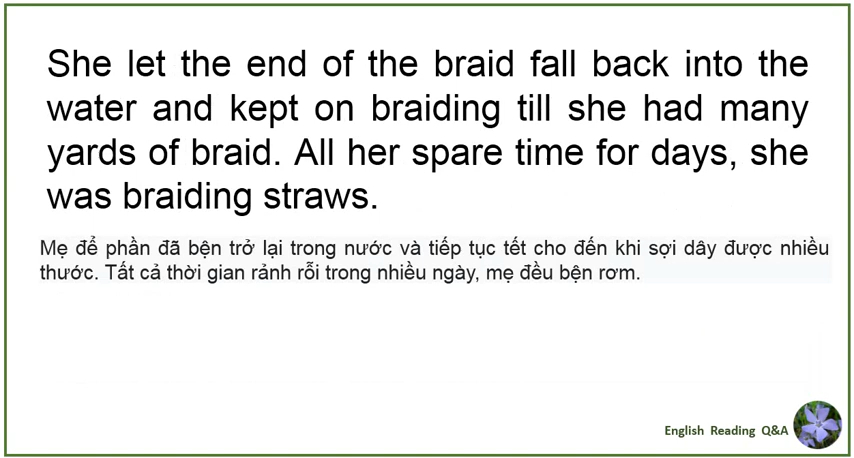 She let the end of the braid fall back into the
water and kept on braiding till she had many
yards of braid. All her spare time for days, she
was braiding straws.
Mẹ để phần đã bện trở lại trong nước và tiếp tục tết cho đến khi sợi dây được nhiều
thước. Tất cả thời gian rảnh rỗi trong nhiều ngày, mẹ đều bện rơm.
English Reading Q&A